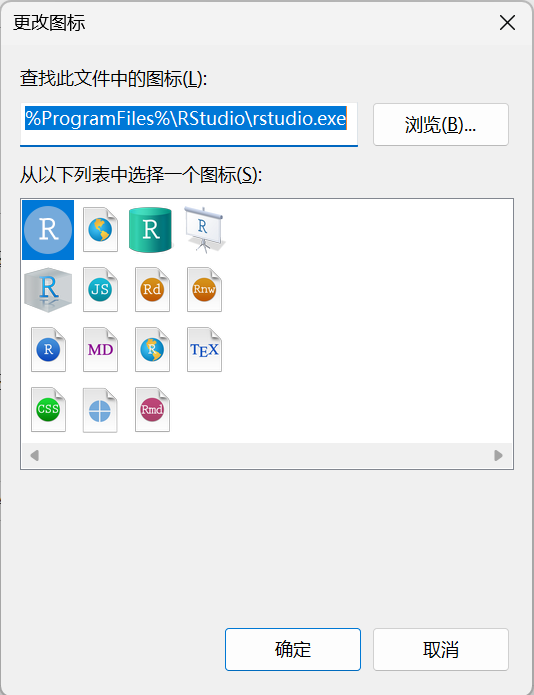 更改图标
查找此文件中的图标(L):
%ProgramFiles%\RStudio\rstudio.exe
浏览(B)...
从以下列表中选择一个图标(S):
R
R
R
R
JS
Rd
Rnw
R
MD
R
TEX
CSS
Rmd
确定
取消